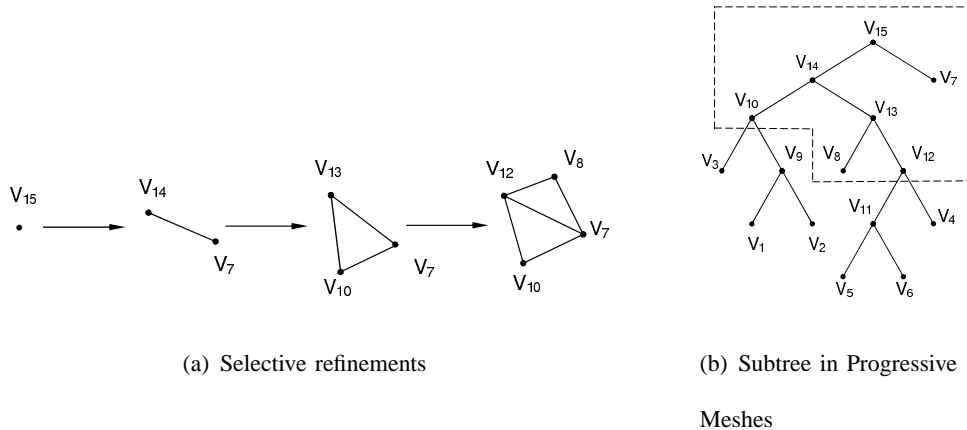 V15
V14
V7
V13
V10
V7
V12
V8
V7
V10
V15
V14
V7
V10
V13
V3
V9
V8
V12
V11
V1
V2
V4
V5
V6
(a) Selective refinements
(b) Subtree in Progressive
Meshes